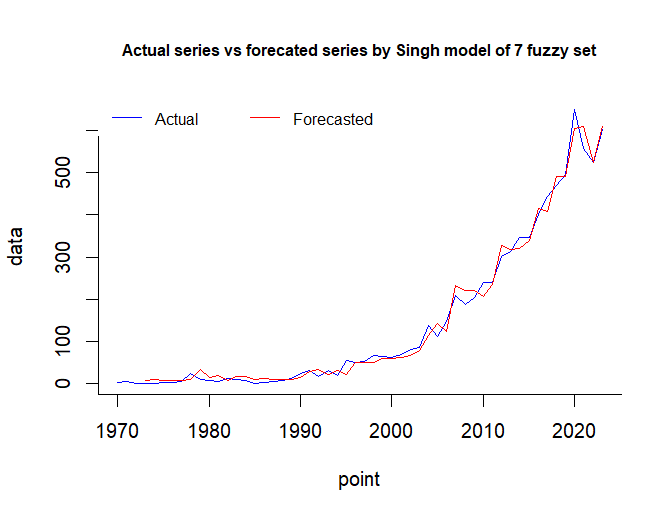 Actual series vs forecated series by Singh model of 7 fuzzy set
Actual Forecasted
data
500
300
100
0
1970 1980 1990 2000 2010 2020
point